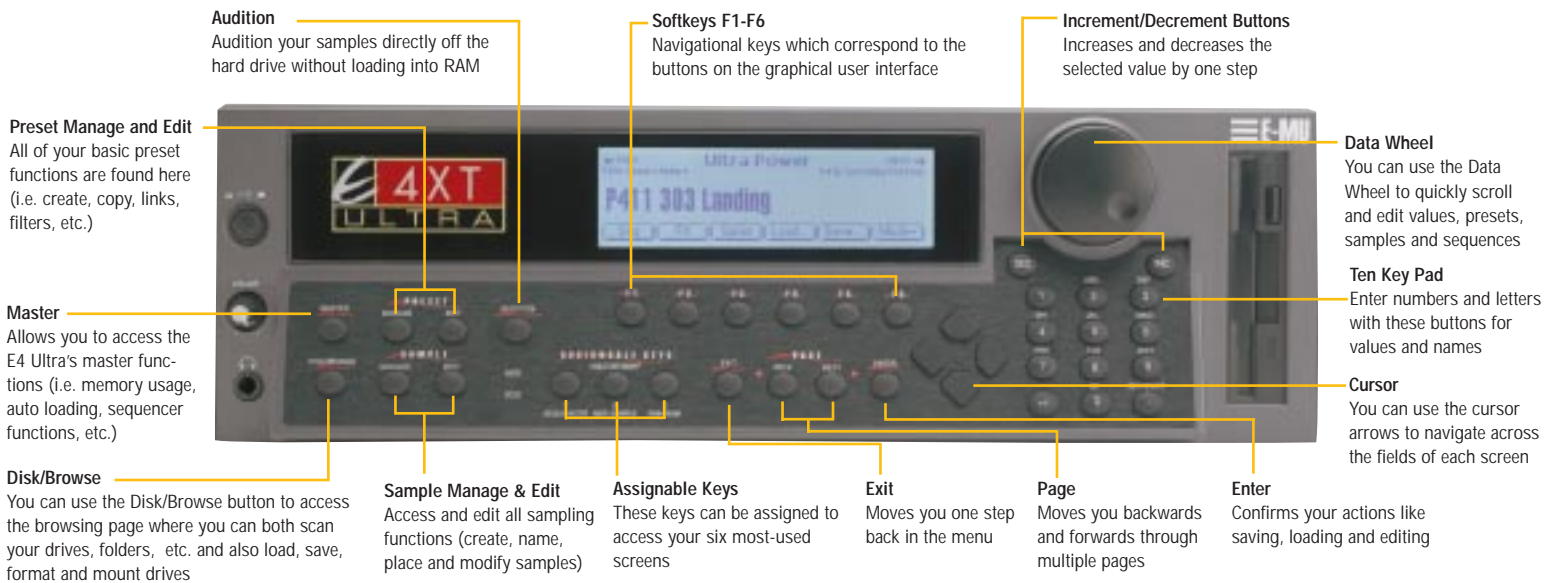 Audition
Audition your samples directly off the
hard drive without loading into RAM
Softkeys F1-F6
Navigational keys which correspond to the
buttons on the graphical user interface
Increment/Decrement Buttons
Increases and decreases the
selected value by one step
Preset Manage and Edit
All of your basic preset
functions are found here
(i.e. create, copy, links,
filters, etc.)
Master
Allows you to access the
E4 Ultra's master func-
tions (i.e. memory usage,
auto loading, sequencer
functions, etc.)
Disk/Browse
You can use the Disk/Browse button to access
the browsing page where you can both scan
your drives, folders, etc. and also load, save,
format and mount drives
E-MU
E 4XT
ULTRA
Ultra Power
P411 303 Landing
PRESET
SAMPLE
ASSIGNABLE KEYS
PAGE
Data Wheel
You can use the Data
Wheel to quickly scroll
and edit values, presets,
samples and sequences
Ten Key Pad
Enter numbers and letters
with these buttons for
values and names
Cursor
You can use the cursor
arrows to navigate across
the fields of each screen
Sample Manage & Edit
Access and edit all sampling
functions (create, name,
place and modify samples)
Assignable Keys
These keys can be assigned to
access your six most-used
screens
Exit
Moves you one step
back in the menu
Page
Moves you backwards
and forwards through
multiple pages
Enter
Confirms your actions like
saving, loading and editing